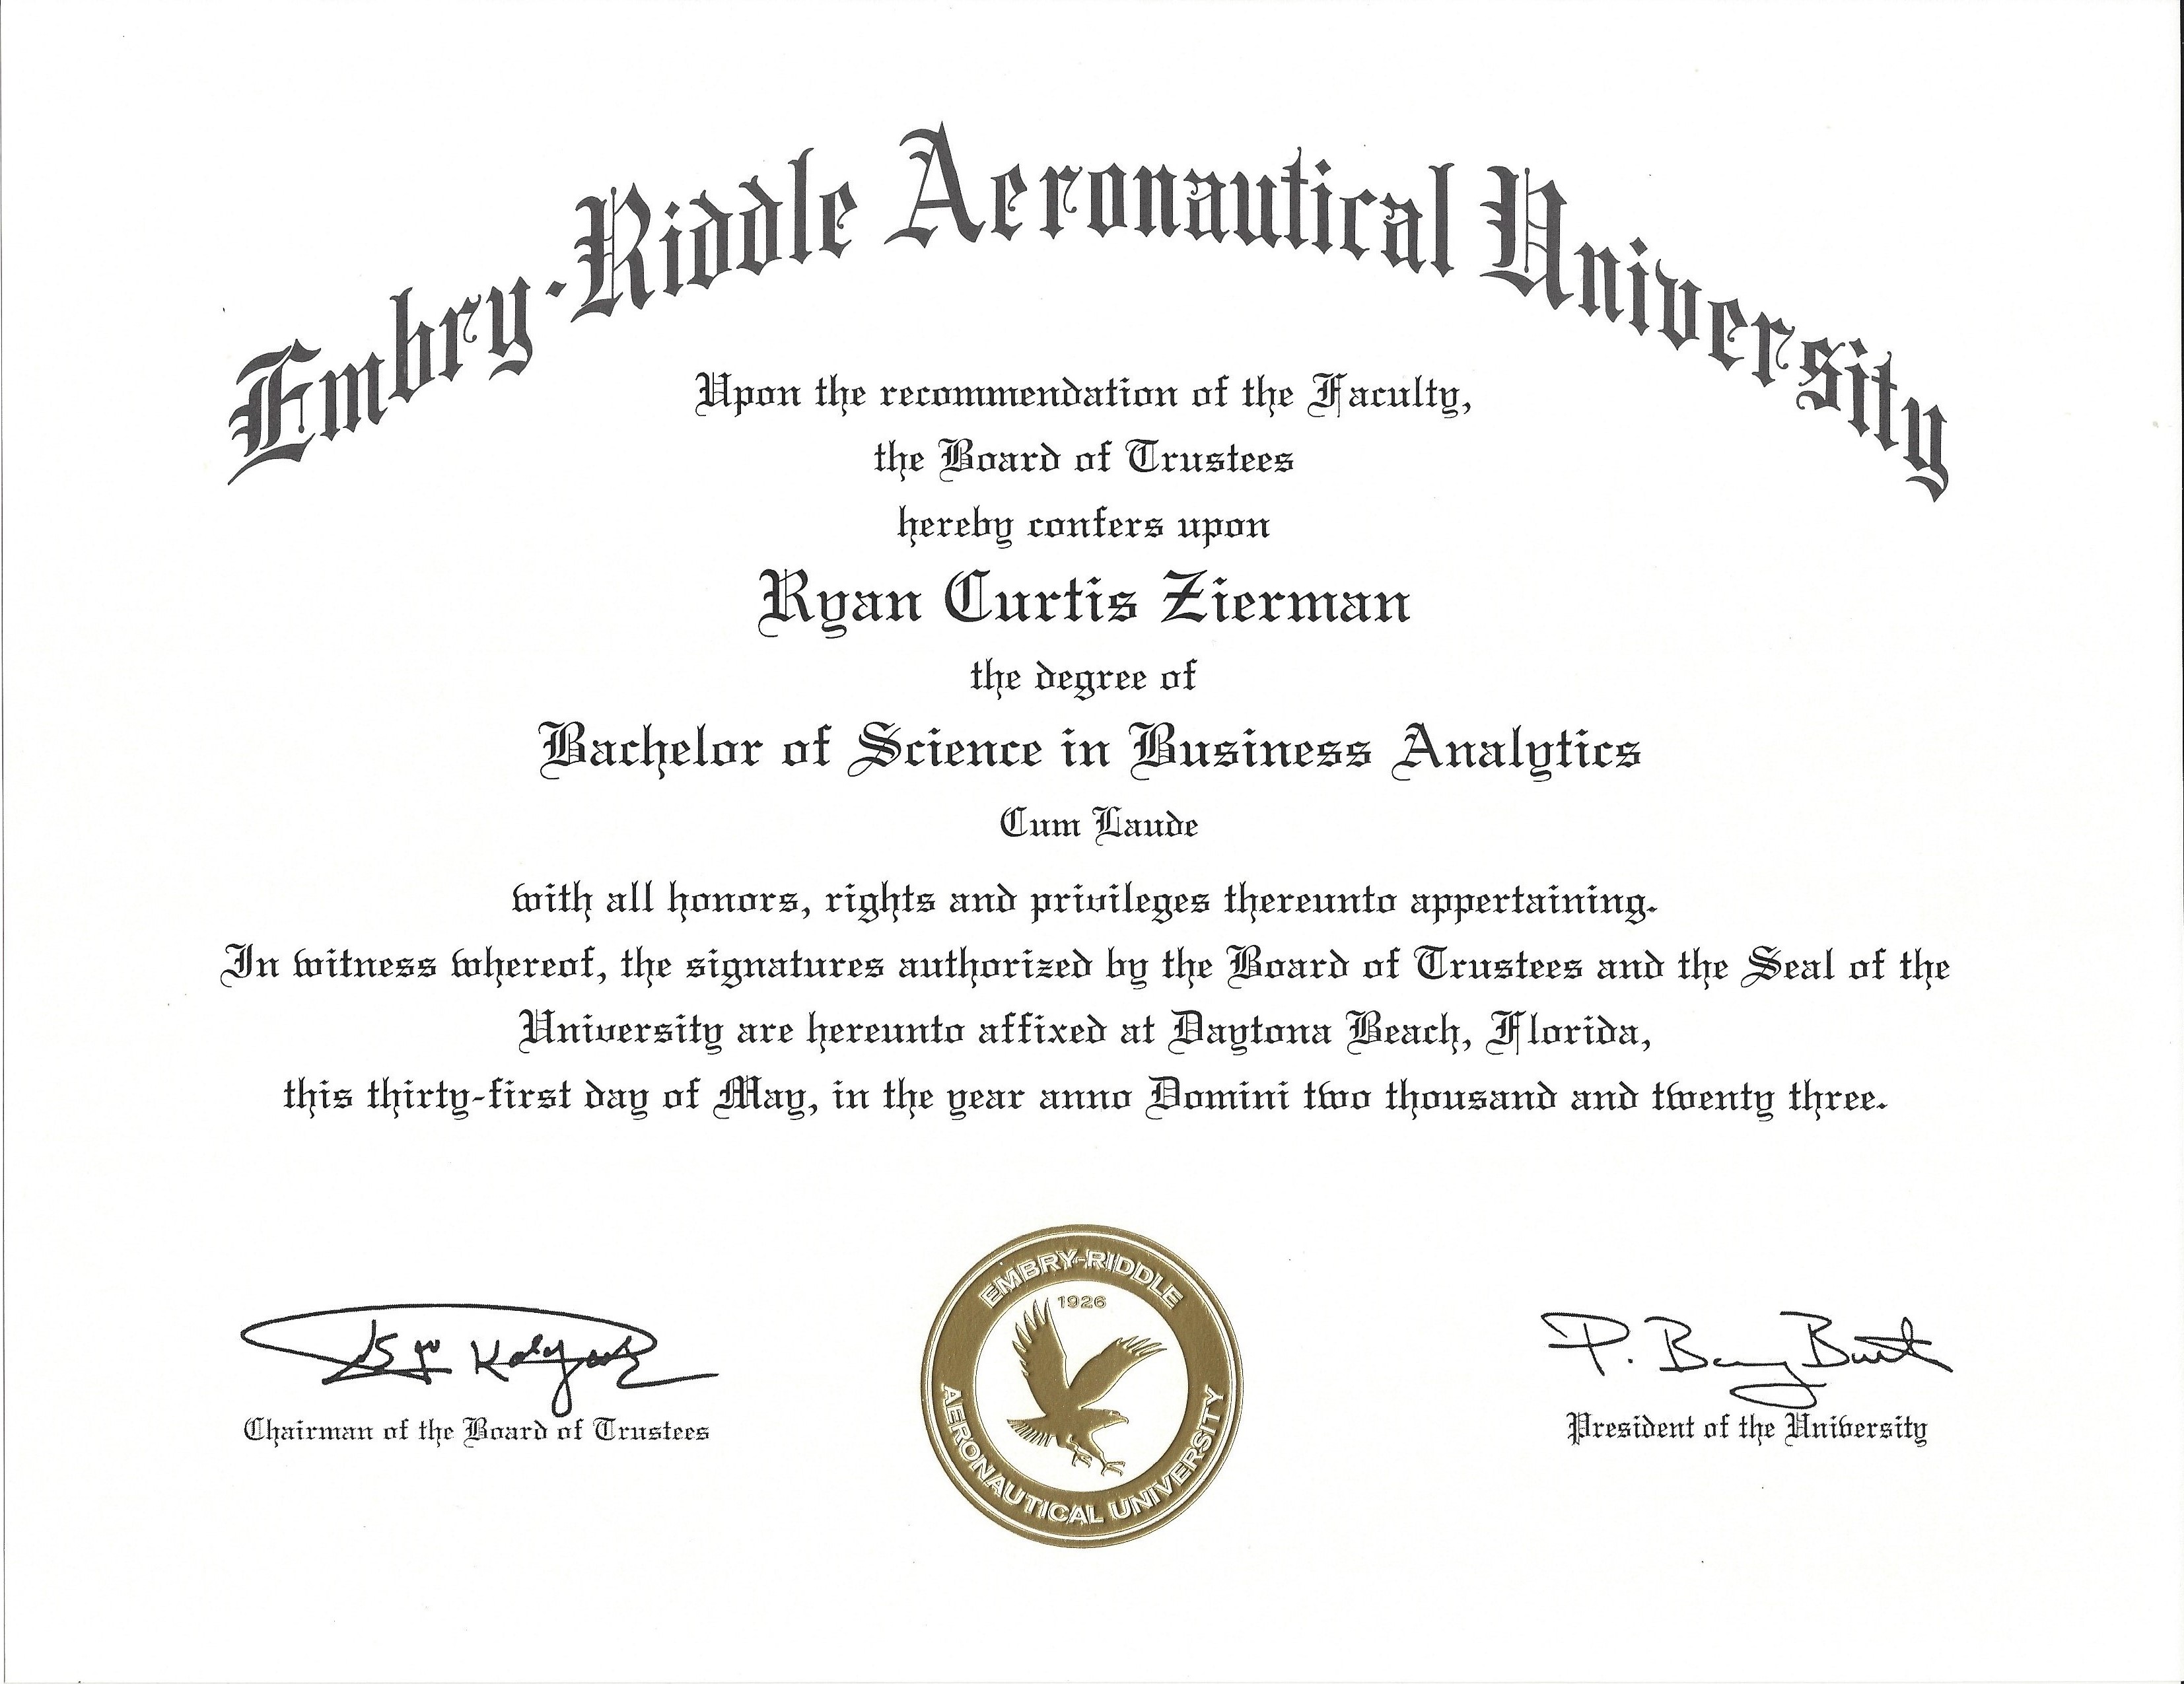 Embry-Riddle Aeronautical University
Upon the recommendation of the Faculty,
the Board of Trustees
hereby confers upon
Ryan Curtis Zierman
the degree of
Bachelor of Science in Business Analytics
Cum Laude
with all honors, rights and privileges thereunto appertaining.
In witness whereof, the signatures authorized by the Board of Trustees and the Seal of the
University are hereunto affixed at Daytona Beach, Florida,
this thirty-first day of May, in the year anno Domini two thousand and twenty three.
EMBRY-RIDDLE
1926
AERONAUTICAL UNIVERSITY
P. Barry Butler
Chairman of the Board of Trustees
President of the University